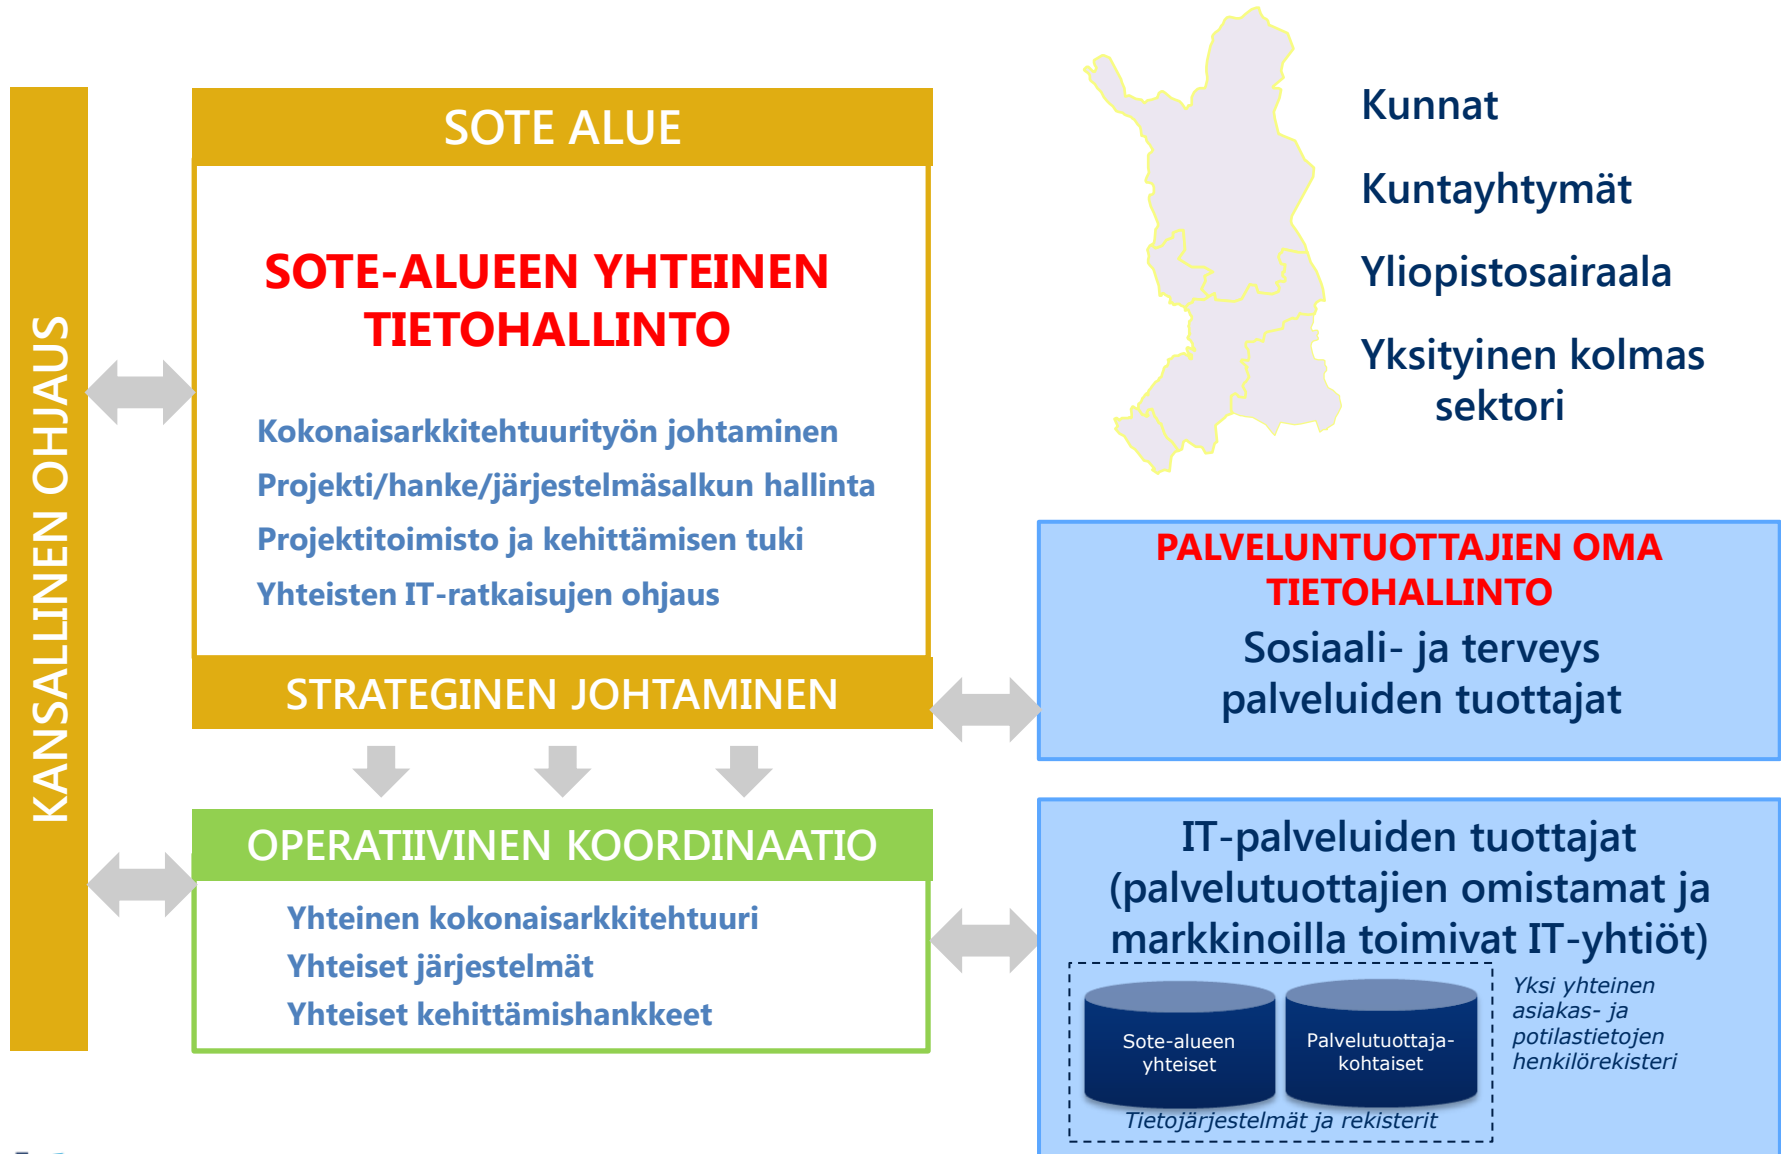 KANSALLINEN OHJAUS
SOTE ALUE
SOTE-ALUEEN YHTEINEN
TIETOHALLINTO
Kokonaisarkkitehtuurityön johtaminen
Projekti/hanke/järjestelmäsalkun hallinta
Projektitoimisto ja kehittämisen tuki
Yhteisten IT-ratkaisujen ohjaus
STRATEGINEN JOHTAMINEN
OPERATIIVINEN KOORDINAATIO
Yhteinen kokonaisarkkitehtuuri
Yhteiset järjestelmät
Yhteiset kehittämishankkeet
Kunnat
Kuntayhtymät
Yliopistosairaala
Yksityinen kolmas
sektori
PALVELUNTUOTTAJIEN OMA
TIETOHALLINTO
Sosiaali- ja terveys
palveluiden tuottajat
IT-palveluiden tuottajat
(palvelutuottajien omistamat ja
markkinoilla toimivat IT-yhtiöt)
Sote-alueen
yhteiset
Palvelutuottaja-
kohtaiset
Tietojärjestelmät ja rekisterit
Yksi yhteinen
asiakas- ja
potilastietojen
henkilörekisteri